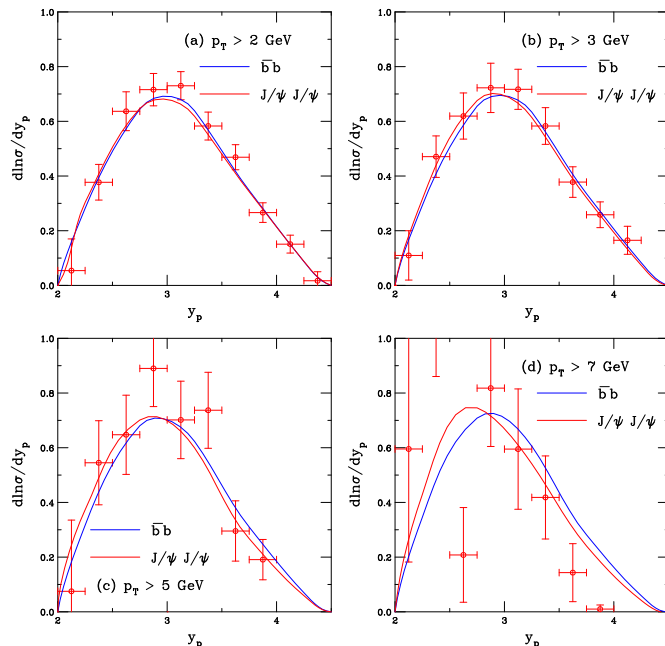 (a) p_T > 2 GeV
b̅b
J/ψ J/ψ
dlnσ/dy_p
1.0
0.8
0.6
0.4
0.2
0.0
2
3
4
y_p
(b) p_T > 3 GeV
b̅b
J/ψ J/ψ
dlnσ/dy_p
1.0
0.8
0.6
0.4
0.2
0.0
2
3
4
y_p
dlnσ/dy_p
1.0
0.8
0.6
0.4
0.2
0.0
b̅b
J/ψ J/ψ
(c) p_T > 5 GeV
2
3
4
y_p
(d) p_T > 7 GeV
b̅b
J/ψ J/ψ
dlnσ/dy_p
1.0
0.8
0.6
0.4
0.2
0.0
2
3
4
y_p